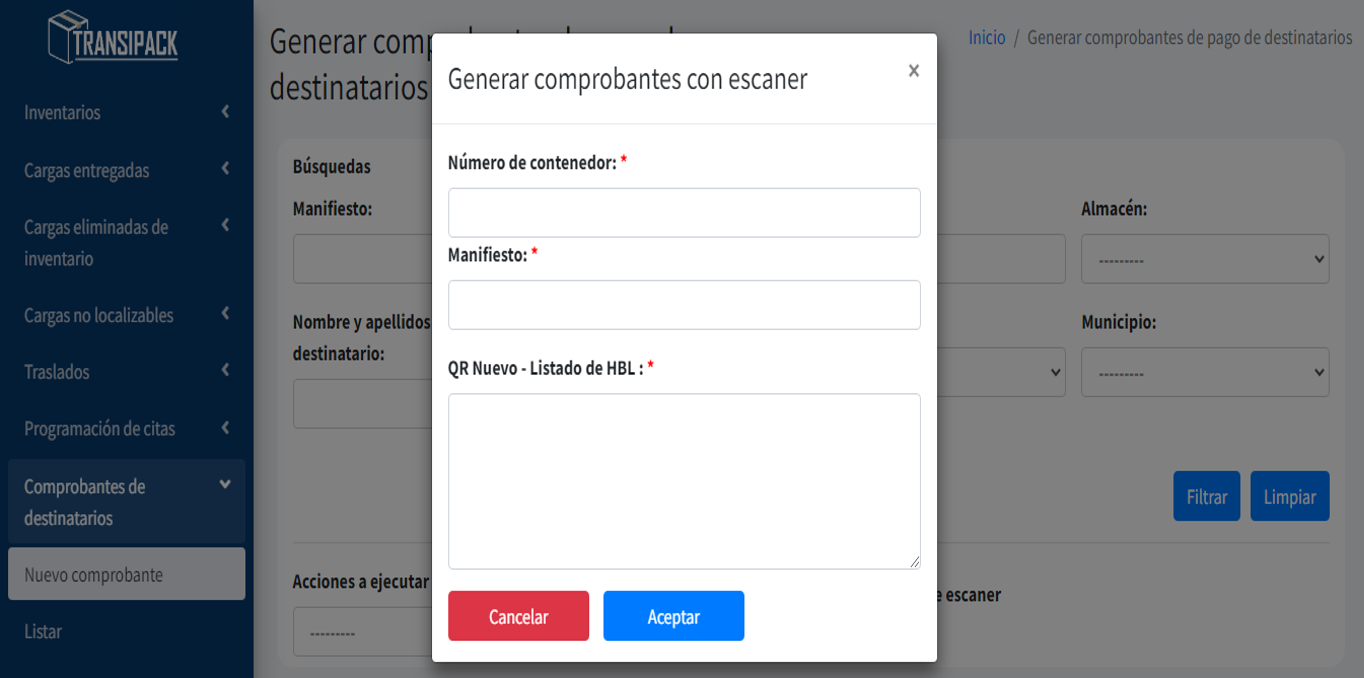 TRANSIPACK
Inventarios
Cargas entregadas
Cargas eliminadas de
inventario
Cargas no localizables
Traslados
Programación de citas
Comprobantes de
destinatarios
Nuevo comprobante
Listar
Generar comp
destinatarios
Inicio / Generar comprobantes de pago de destinatarios
Búsquedas
Manifiesto:
Almacén:
---------
Nombre y apellidos
destinatario:
Municipio:
---------
Filtrar
Limpiar
Acciones a ejecutar
---------
e escaner
Generar comprobantes con escaner
×
Número de contenedor: *
Manifiesto: *
QR Nuevo - Listado de HBL : *
Cancelar
Aceptar